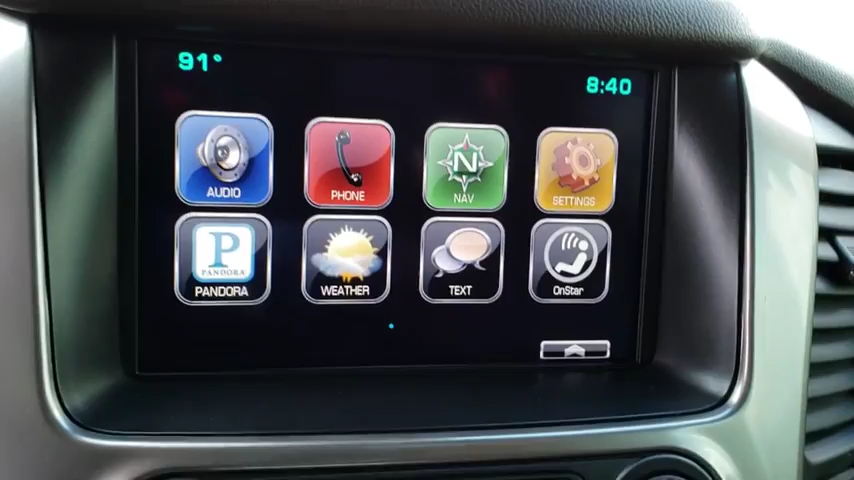 91°
8:40
AUDIO
PHONE
N
NAV
SETTINGS
P
PANDORA
PANDORA
WEATHER
TEXT
OnStar